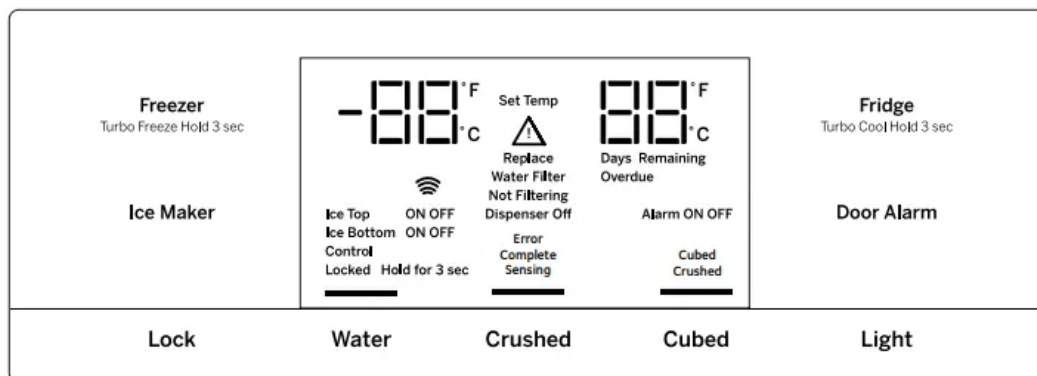 Freezer
Turbo Freeze Hold 3 sec
Ice Maker
-88 °F °C
Set Temp
88 °F °C
Replace
Water Filter
Not Filtering
Dispenser Off
Days Remaining
Overdue
Ice Top ON OFF
Ice Bottom ON OFF
Control
Locked Hold for 3 sec
Error
Complete
Sensing
Alarm ON OFF
Cubed
Crushed
Fridge
Turbo Cool Hold 3 sec
Door Alarm
Lock
Water
Crushed
Cubed
Light